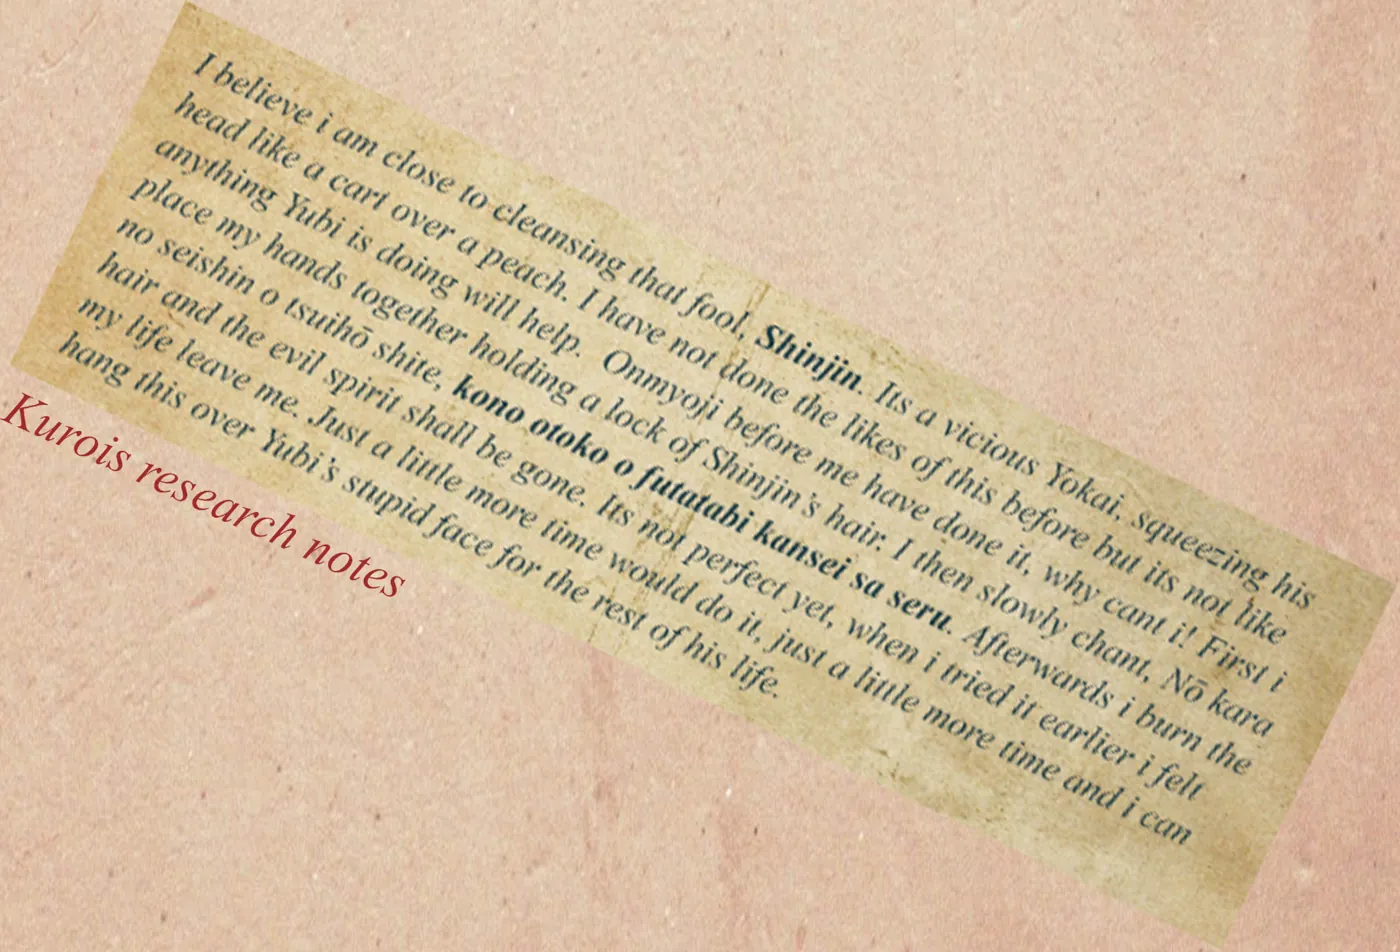 I believe i am close to cleansing that fool, Shinjin. Its a vicious Yokai, squeezing his
head like a cart over a peach. I have not done the likes of this before but its not like
anything Yubi is doing will help. Onmyoji before me have done it, why cant i! First i
place my hands together holding a lock of Shinjin's hair. I then slowly chant, Nō kara
no seishin o tsuihō shite, kono otoko o futatabi kansei sa seru. Afterwards i burn the
hair and the evil spirit shall be gone. Its not perfect yet, when i tried it earlier i felt
my life leave me. Just a little more time would do it, just a little more time and i can
hang this over Yubi's stupid face for the rest of his life.
Kurois research notes